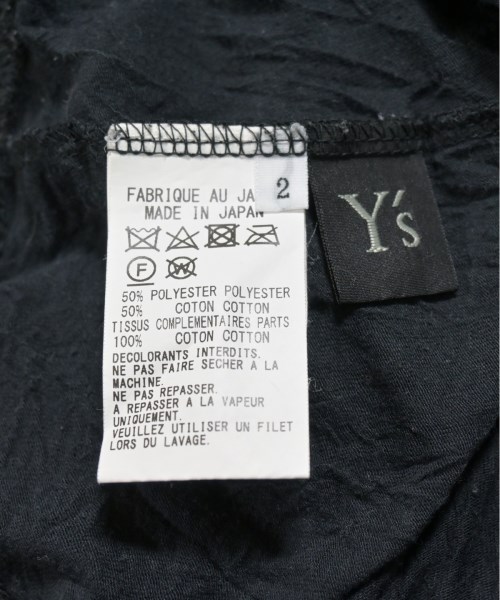 2
FABRIQUE AU JA
MADE IN JAPAN
Y's
F
W
50% POLYESTER POLYESTER
50% COTON COTTON
TISSUS COMPLEMENTAIRES PARTS
100% COTON COTTON
DECOLORANTS INTERDITS.
NE PAS FAIRE SECHER A LA
MACHINE.
NE PAS REPASSER.
A REPASSER A LA VAPEUR
UNIQUEMENT.
VEUILLEZ UTILISER UN FILET
LORS DU LAVAGE.